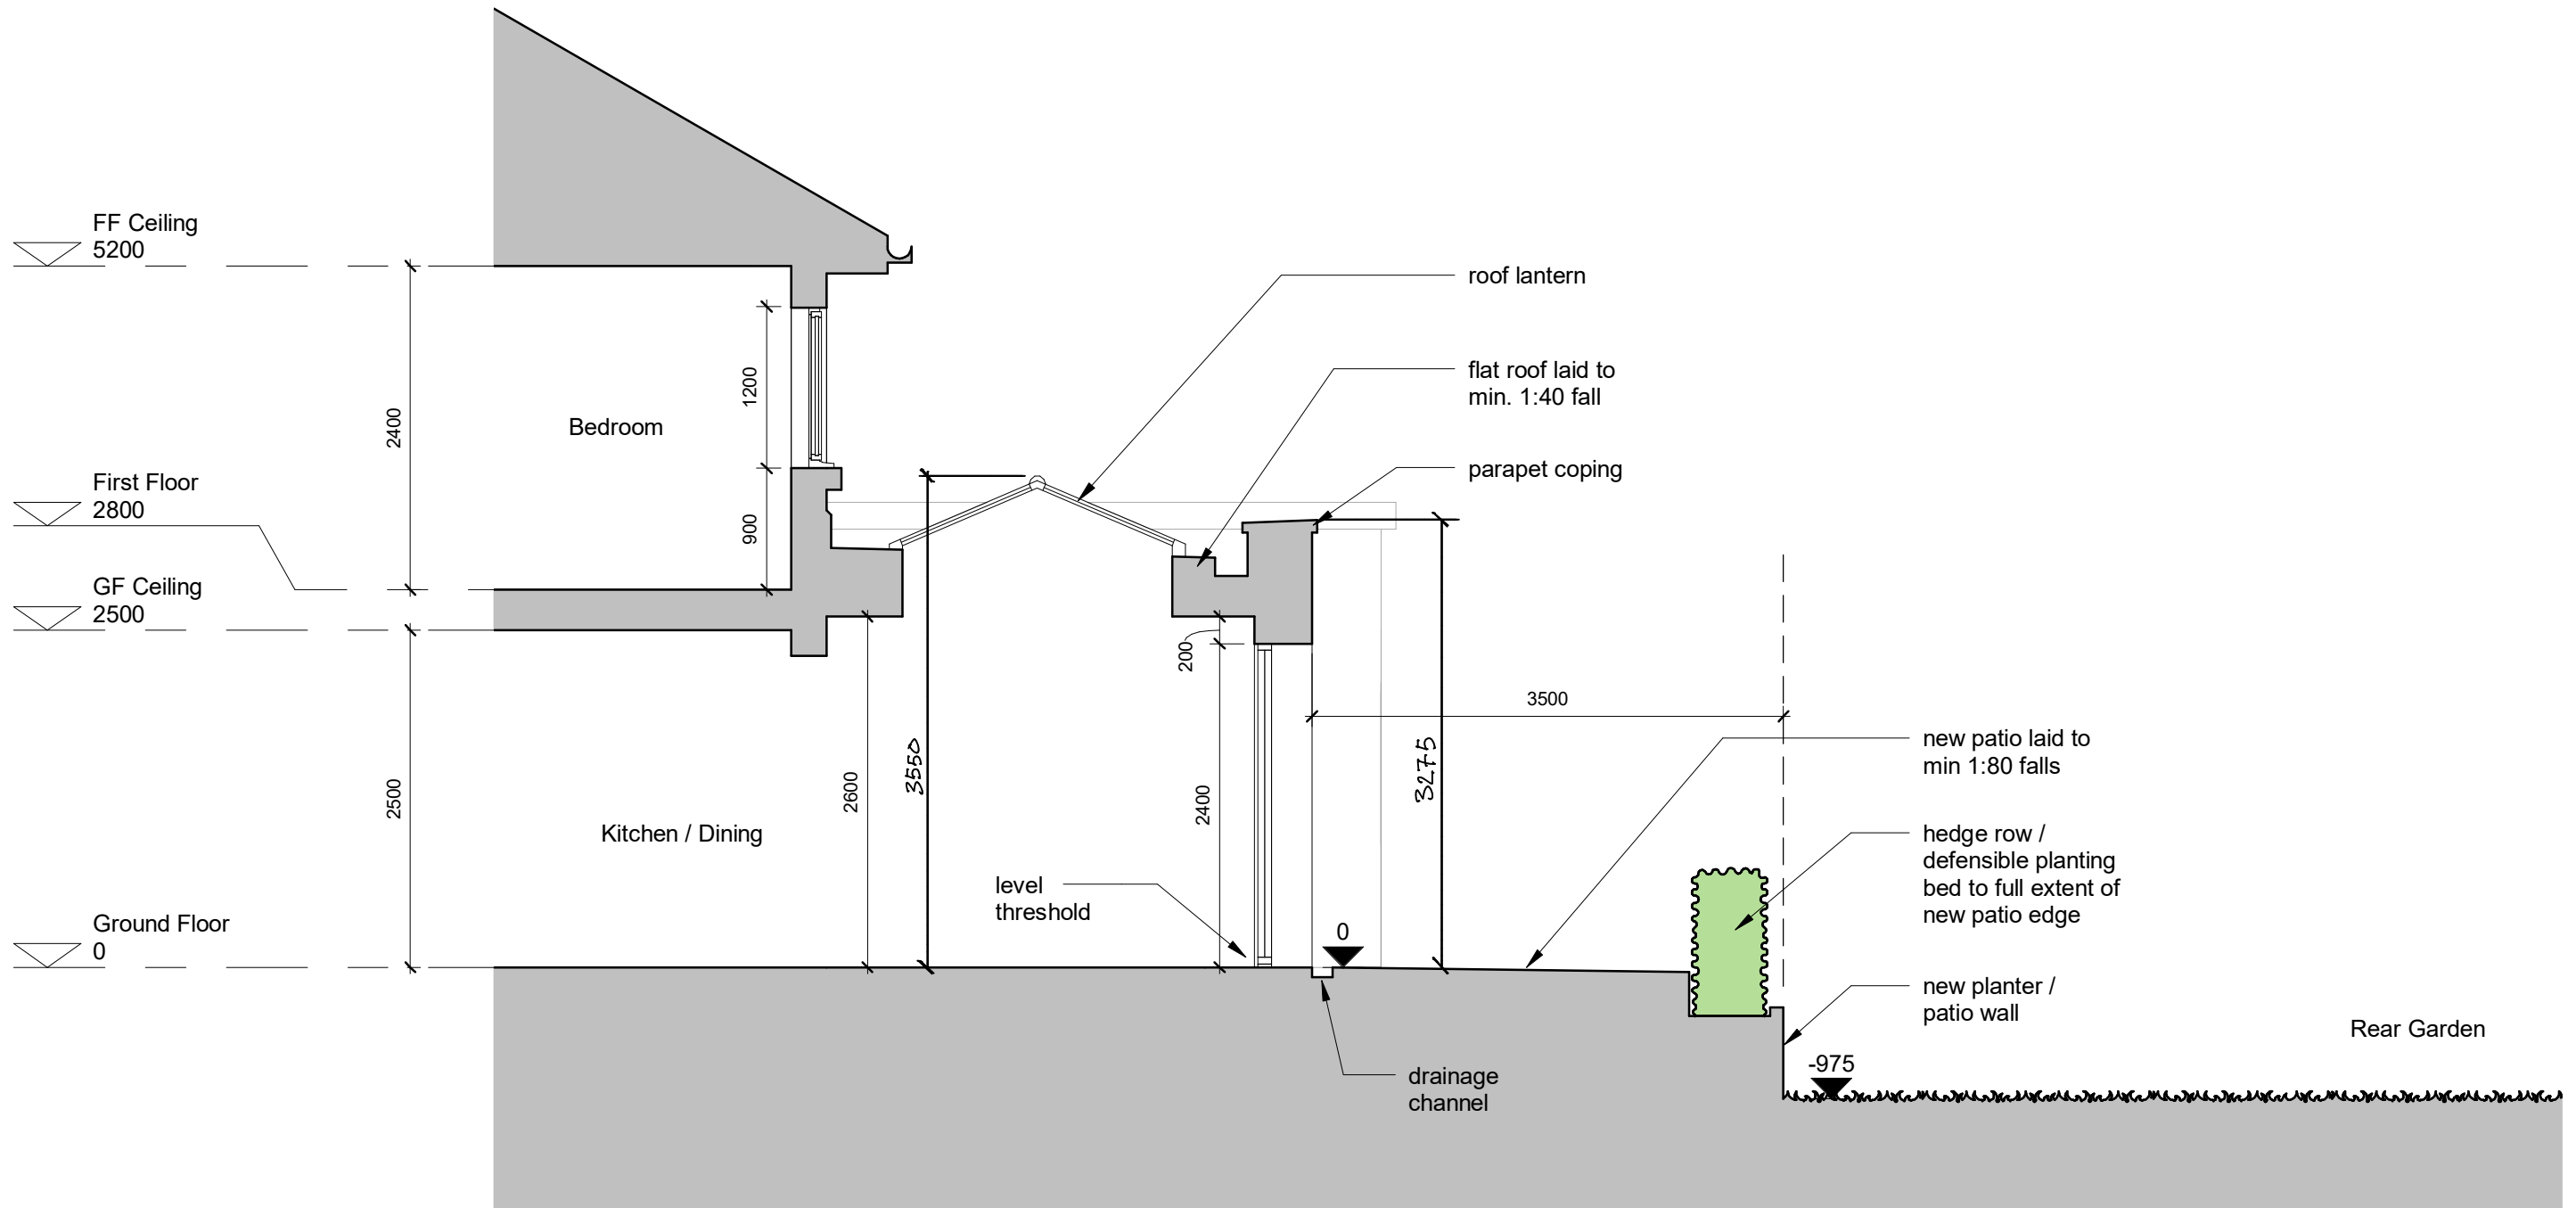 FF Ceiling
5200
First Floor
2800
GF Ceiling
2500
Ground Floor
0
2400
2500
Bedroom
1200
900
Kitchen / Dining
2600
3550
200
2400
level
threshold
roof lantern
flat roof laid to
min. 1:40 fall
parapet coping
3275
3500
0
drainage
channel
new patio laid to
min 1:80 falls
hedge row /
defensible planting
bed to full extent of
new patio edge
new planter /
patio wall
-975
Rear Garden